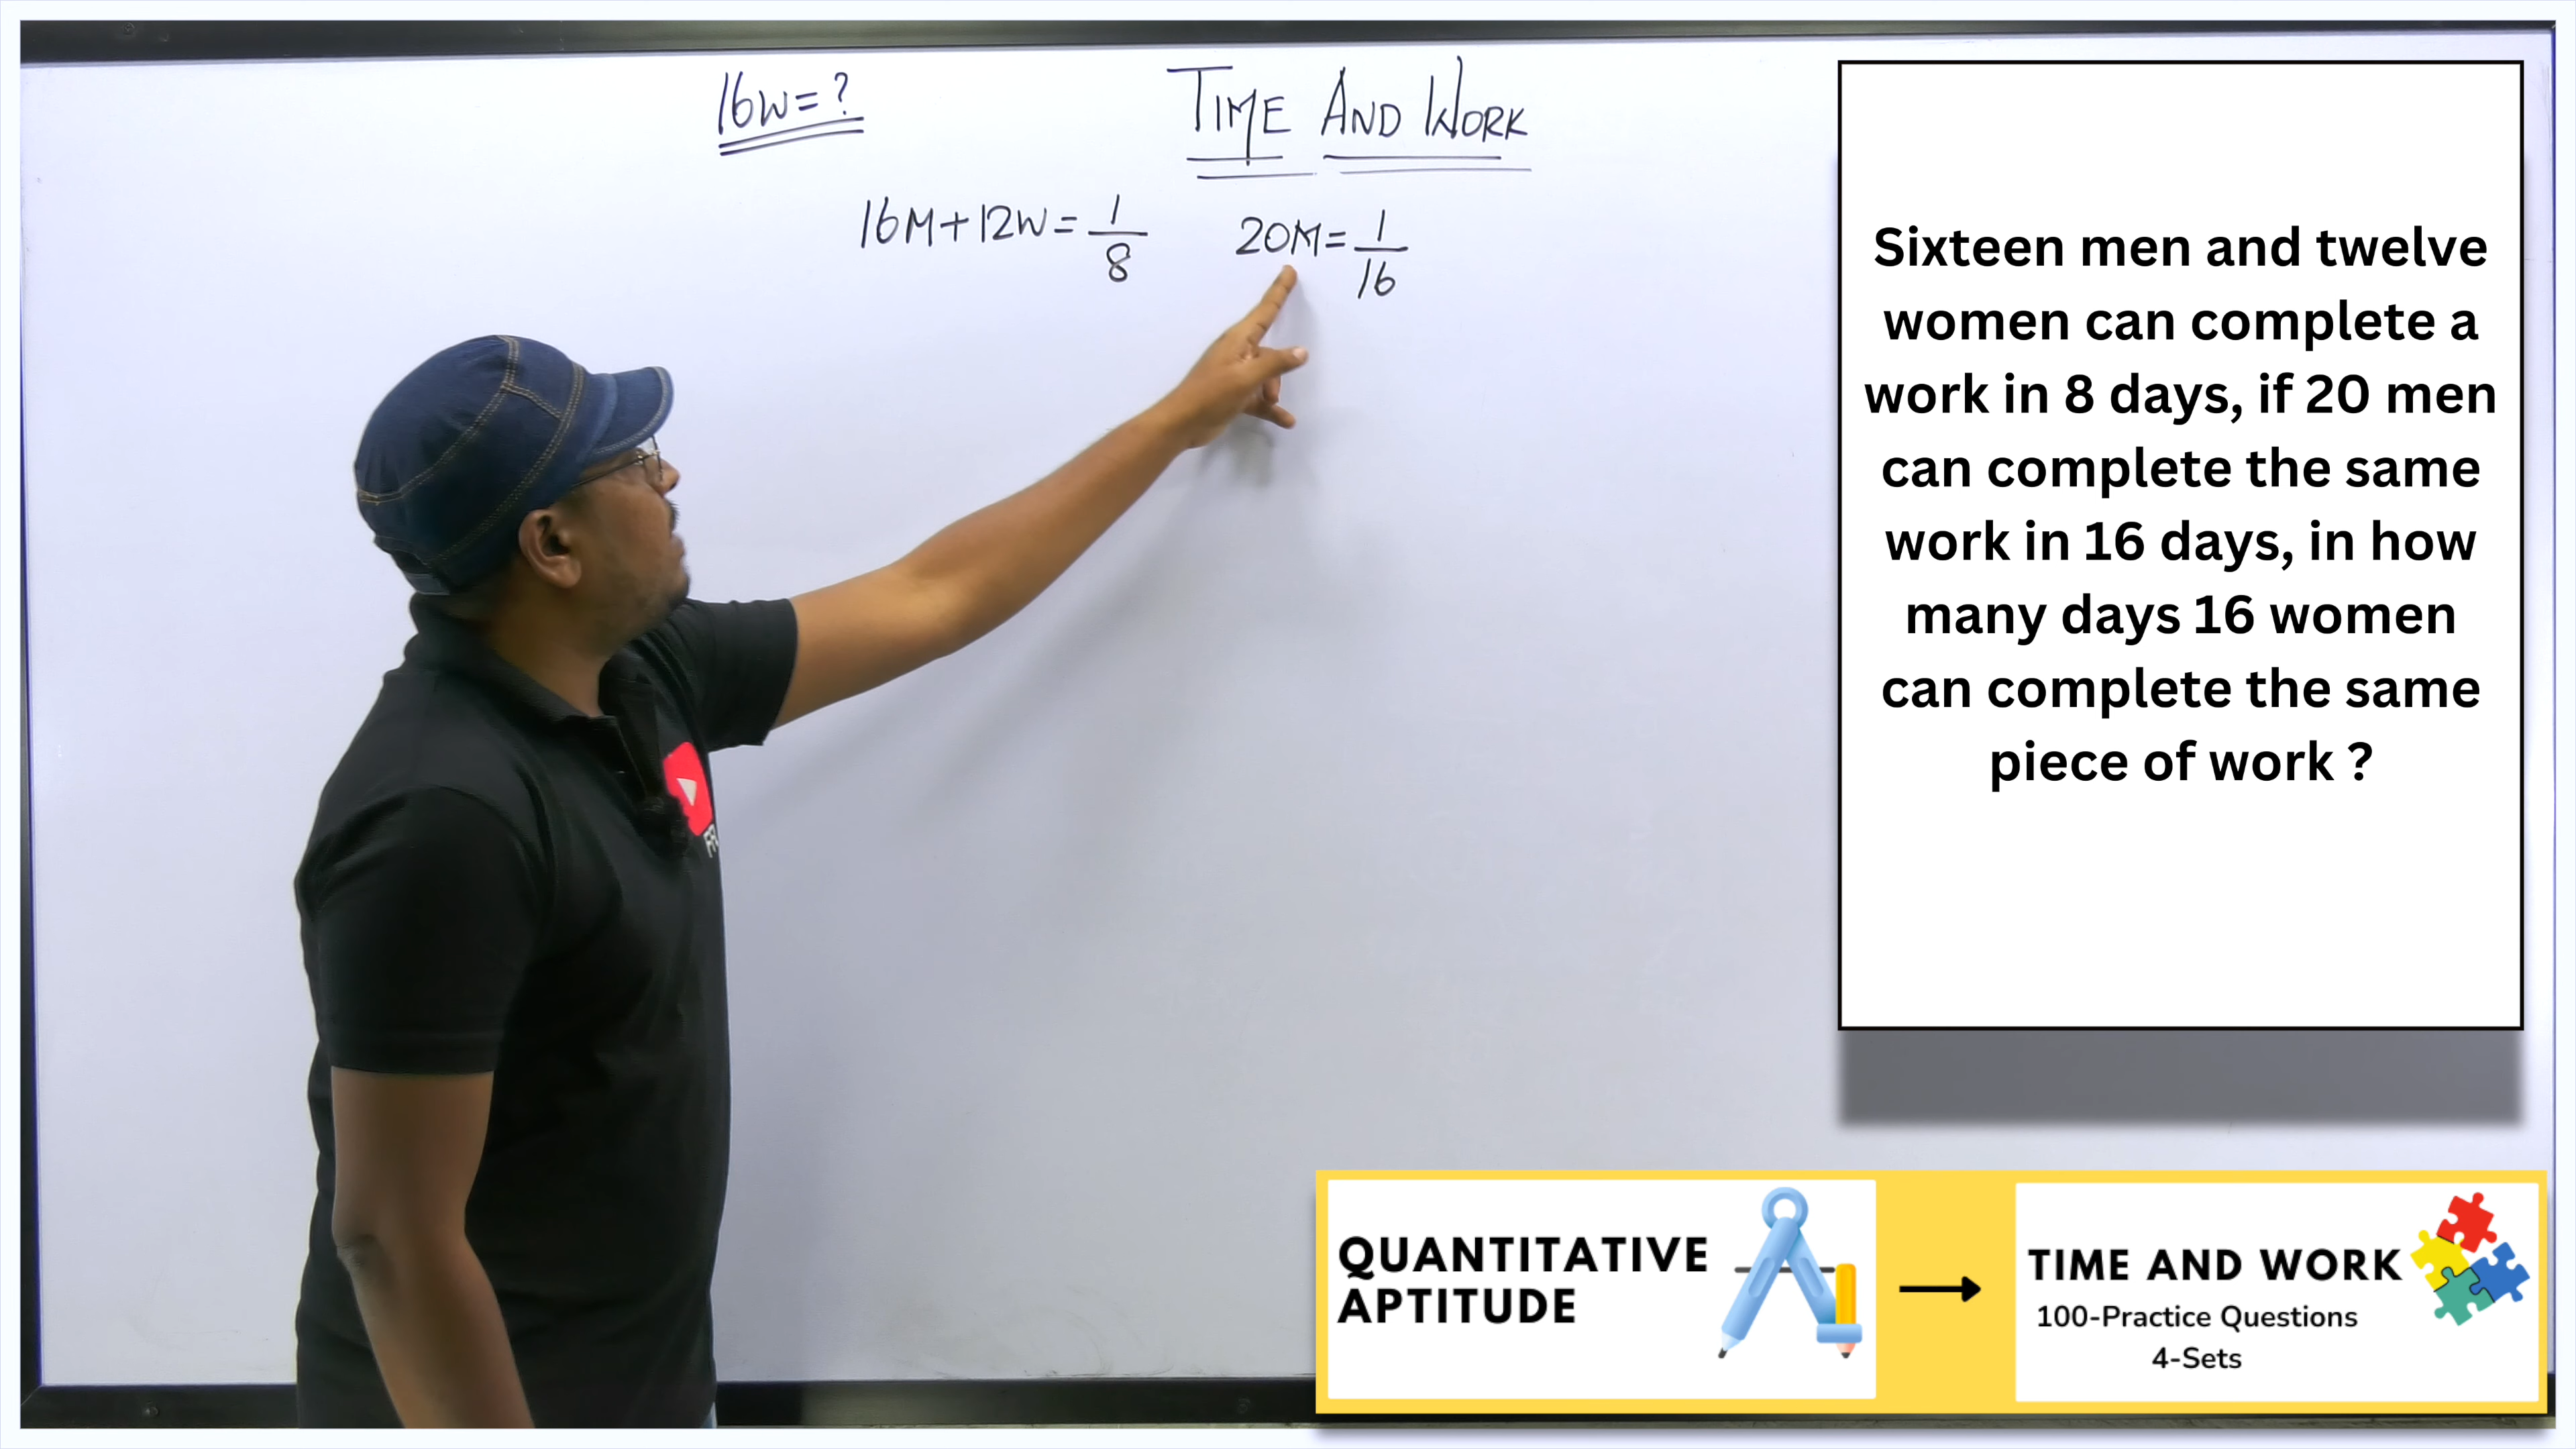 16W=?
TIME AND WORK
16M+12W=1/8
20M=1/16
Sixteen men and twelve
women can complete a
work in 8 days, if 20 men
can complete the same
work in 16 days, in how
many days 16 women
can complete the same
piece of work ?
QUANTITATIVE
APTITUDE
TIME AND WORK
100-Practice Questions
4-Sets